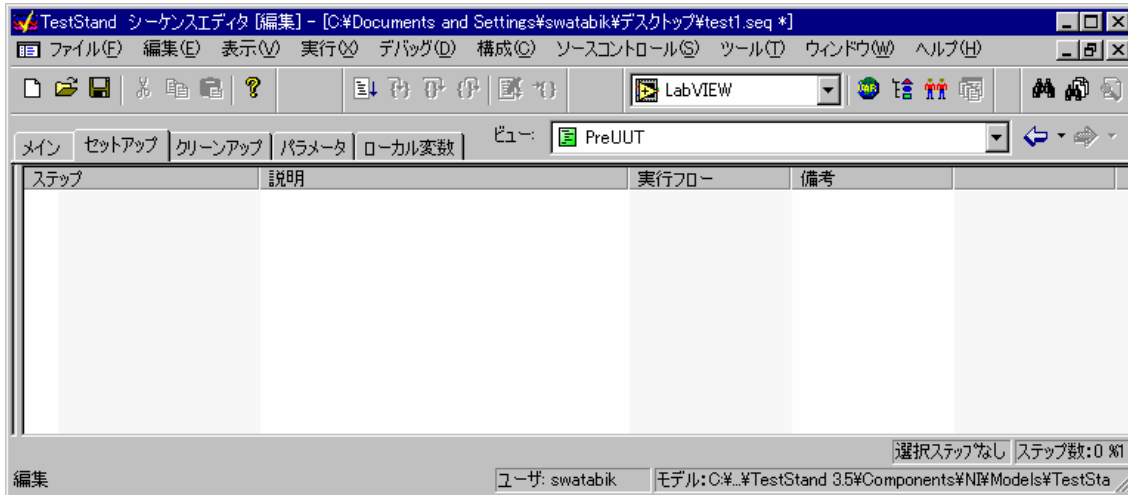 TestStand シーケンスエディタ [編集] - [C:¥Documents and Settings¥swatabik¥デスクトップ¥test1.seq *]
ファイル(F) 編集(E) 表示(V) 実行(X) デバッグ(D) 構成(C) ソースコントロール(S) ツール(T) ウィンドウ(W) ヘルプ(H)
LabVIEW
メイン セットアップ クリーンアップ パラメータ ローカル変数 ビュー: PreUUT
ステップ 説明 実行フロー 備考
選択ステップなし ステップ数:0 %1
編集 ユーザ: swatabik モデル:C:¥...¥TestStand 3.5¥Components¥NI¥Models¥TestSta